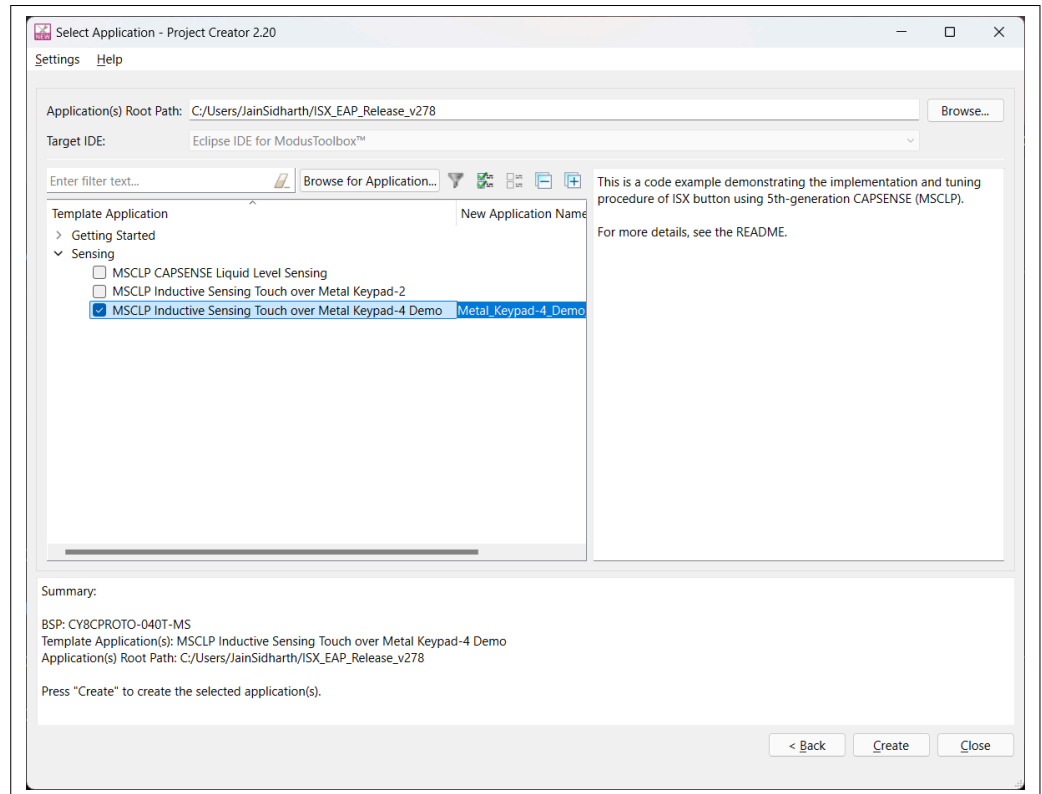 NEW
Select Application - Project Creator 2.20
Settings Help
Application(s) Root Path: C:/Users/JainSidharth/ISX_EAP_Release_v278 Browse...
Target IDE: Eclipse IDE for ModusToolbox™
Enter filter text... Browse for Application...
Template Application New Application Name
Getting Started
Sensing
MSCLP CAPSENSE Liquid Level Sensing
MSCLP Inductive Sensing Touch over Metal Keypad-2
MSCLP Inductive Sensing Touch over Metal Keypad-4 Demo Metal_Keypad-4_Demo
This is a code example demonstrating the implementation and tuning
procedure of ISX button using 5th-generation CAPSENSE (MSCLP).
For more details, see the README.
Summary:
BSP: CY8CPROTO-040T-MS
Template Application(s): MSCLP Inductive Sensing Touch over Metal Keypad-4 Demo
Application(s) Root Path: C:/Users/JainSidharth/ISX_EAP_Release_v278
Press "Create" to create the selected application(s).
< Back Create Close